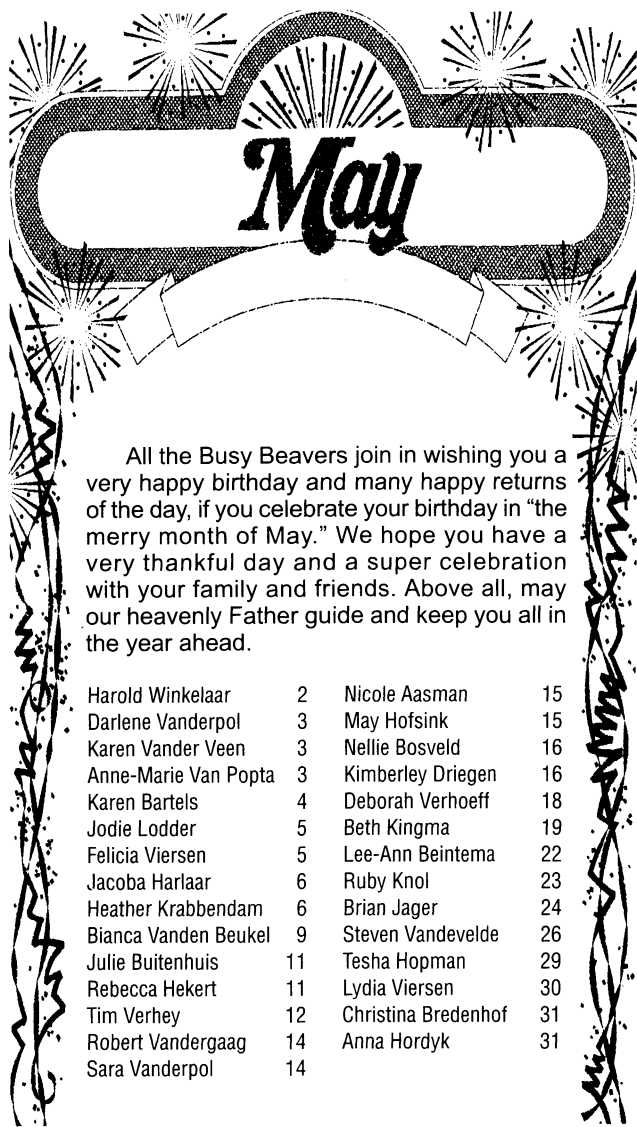 May
All the Busy Beavers join in wishing you a
very happy birthday and many happy returns
of the day, if you celebrate your birthday in "the
merry month of May." We hope you have a
very thankful day and a super celebration
with your family and friends. Above all, may
our heavenly Father guide and keep you all in
the year ahead.
Harold Winkelaar 2
Darlene Vanderpol 3
Karen Vander Veen 3
Anne-Marie Van Popta 3
Karen Bartels 4
Jodie Lodder 5
Felicia Viersen 5
Jacoba Harlaar 6
Heather Krabbendam 6
Bianca Vanden Beukel 9
Julie Buitenhuis 11
Rebecca Hekert 11
Tim Verhey 12
Robert Vandergaag 14
Sara Vanderpol 14
Nicole Aasman 15
May Hofsink 15
Nellie Bosveld 16
Kimberley Driegen 16
Deborah Verhoeff 18
Beth Kingma 19
Lee-Ann Beintema 22
Ruby Knol 23
Brian Jager 24
Steven Vandevelde 26
Tesha Hopman 29
Lydia Viersen 30
Christina Bredenhof 31
Anna Hordyk 31